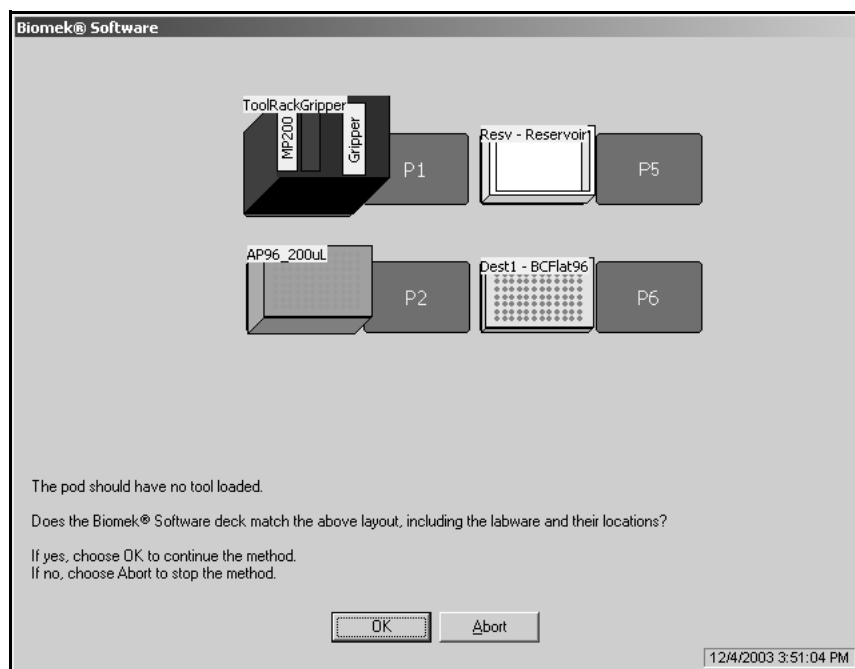 Biomek® Software
ToolRackGripper
MP200
Gripper
P1
Resv - Reservoir
P5
AP96_200uL
P2
Dest1 - BCFlat96
P6
The pod should have no tool loaded.
Does the Biomek® Software deck match the above layout, including the labware and their locations?
If yes, choose OK to continue the method.
If no, choose Abort to stop the method.
OK
Abort
12/4/2003 3:51:04 PM